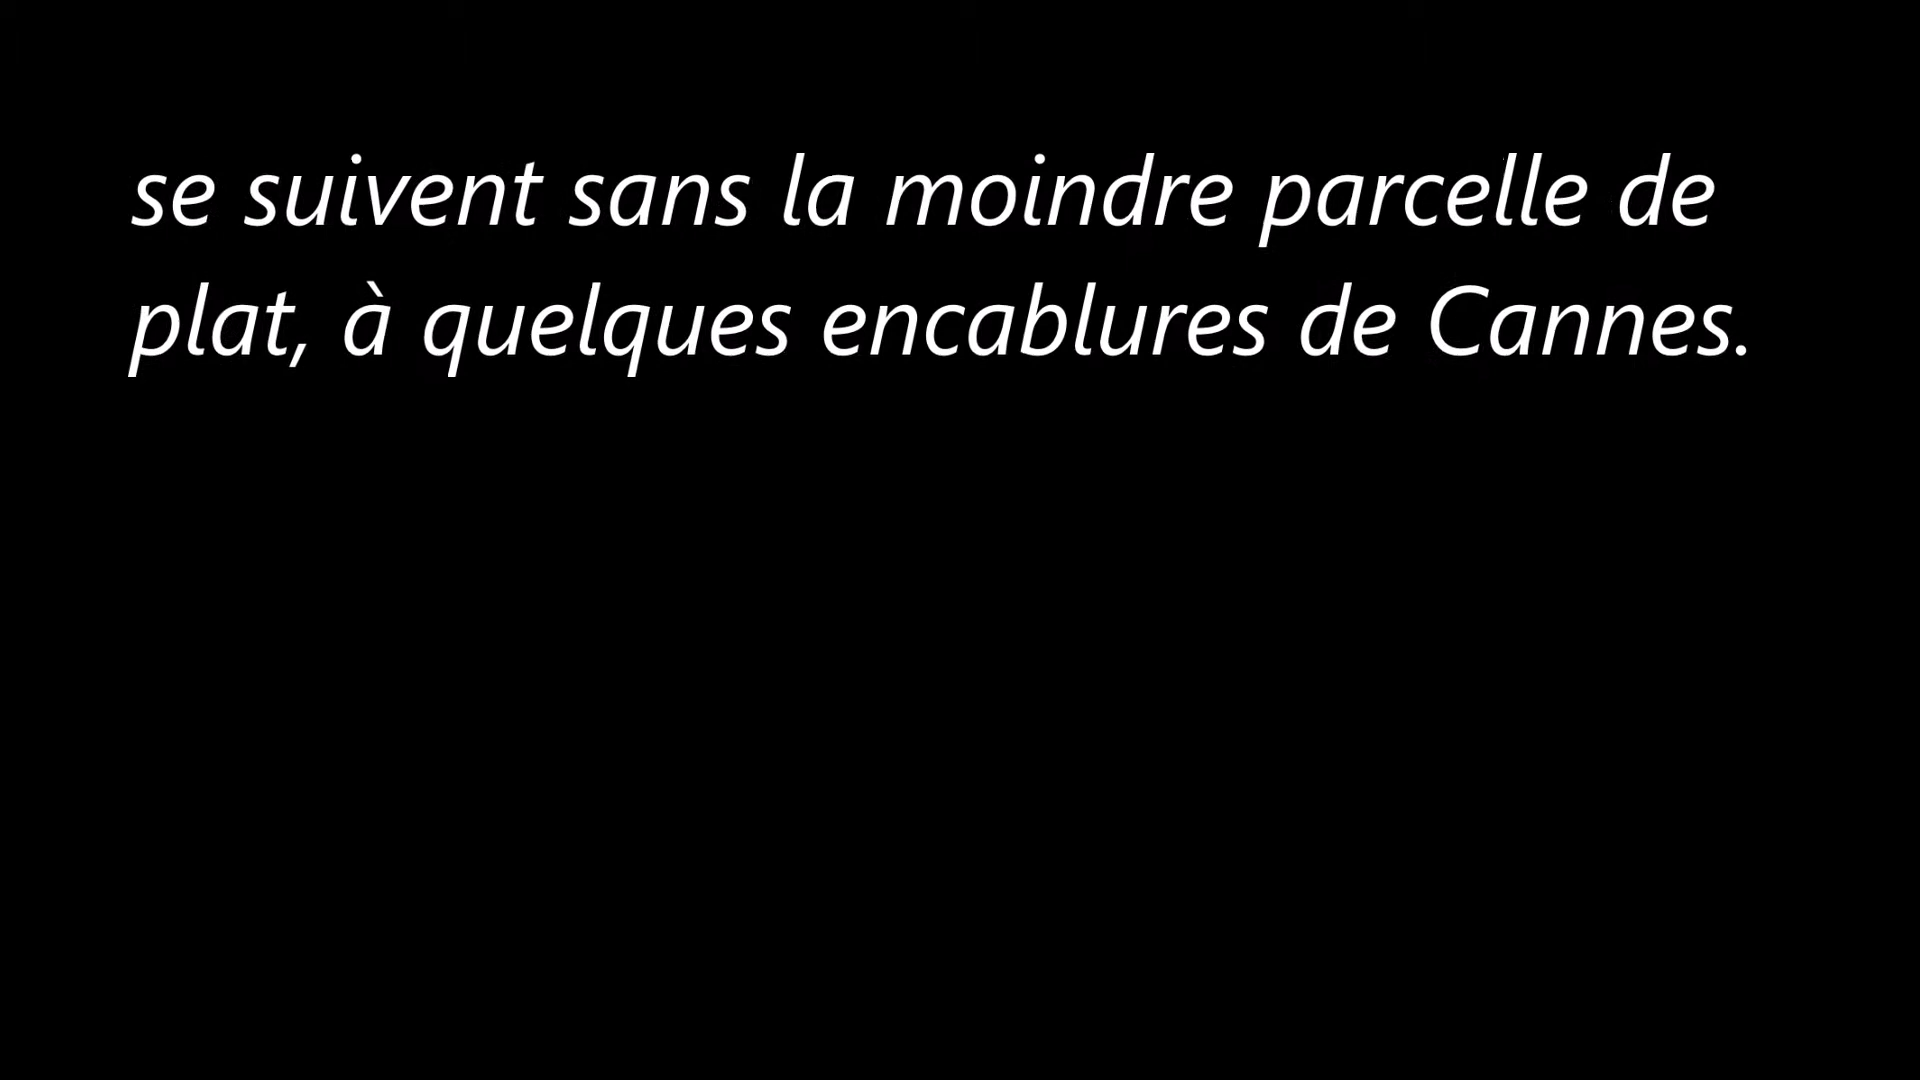 se suivent sans la moindre parcelle de
plat, à quelques encablures de Cannes.